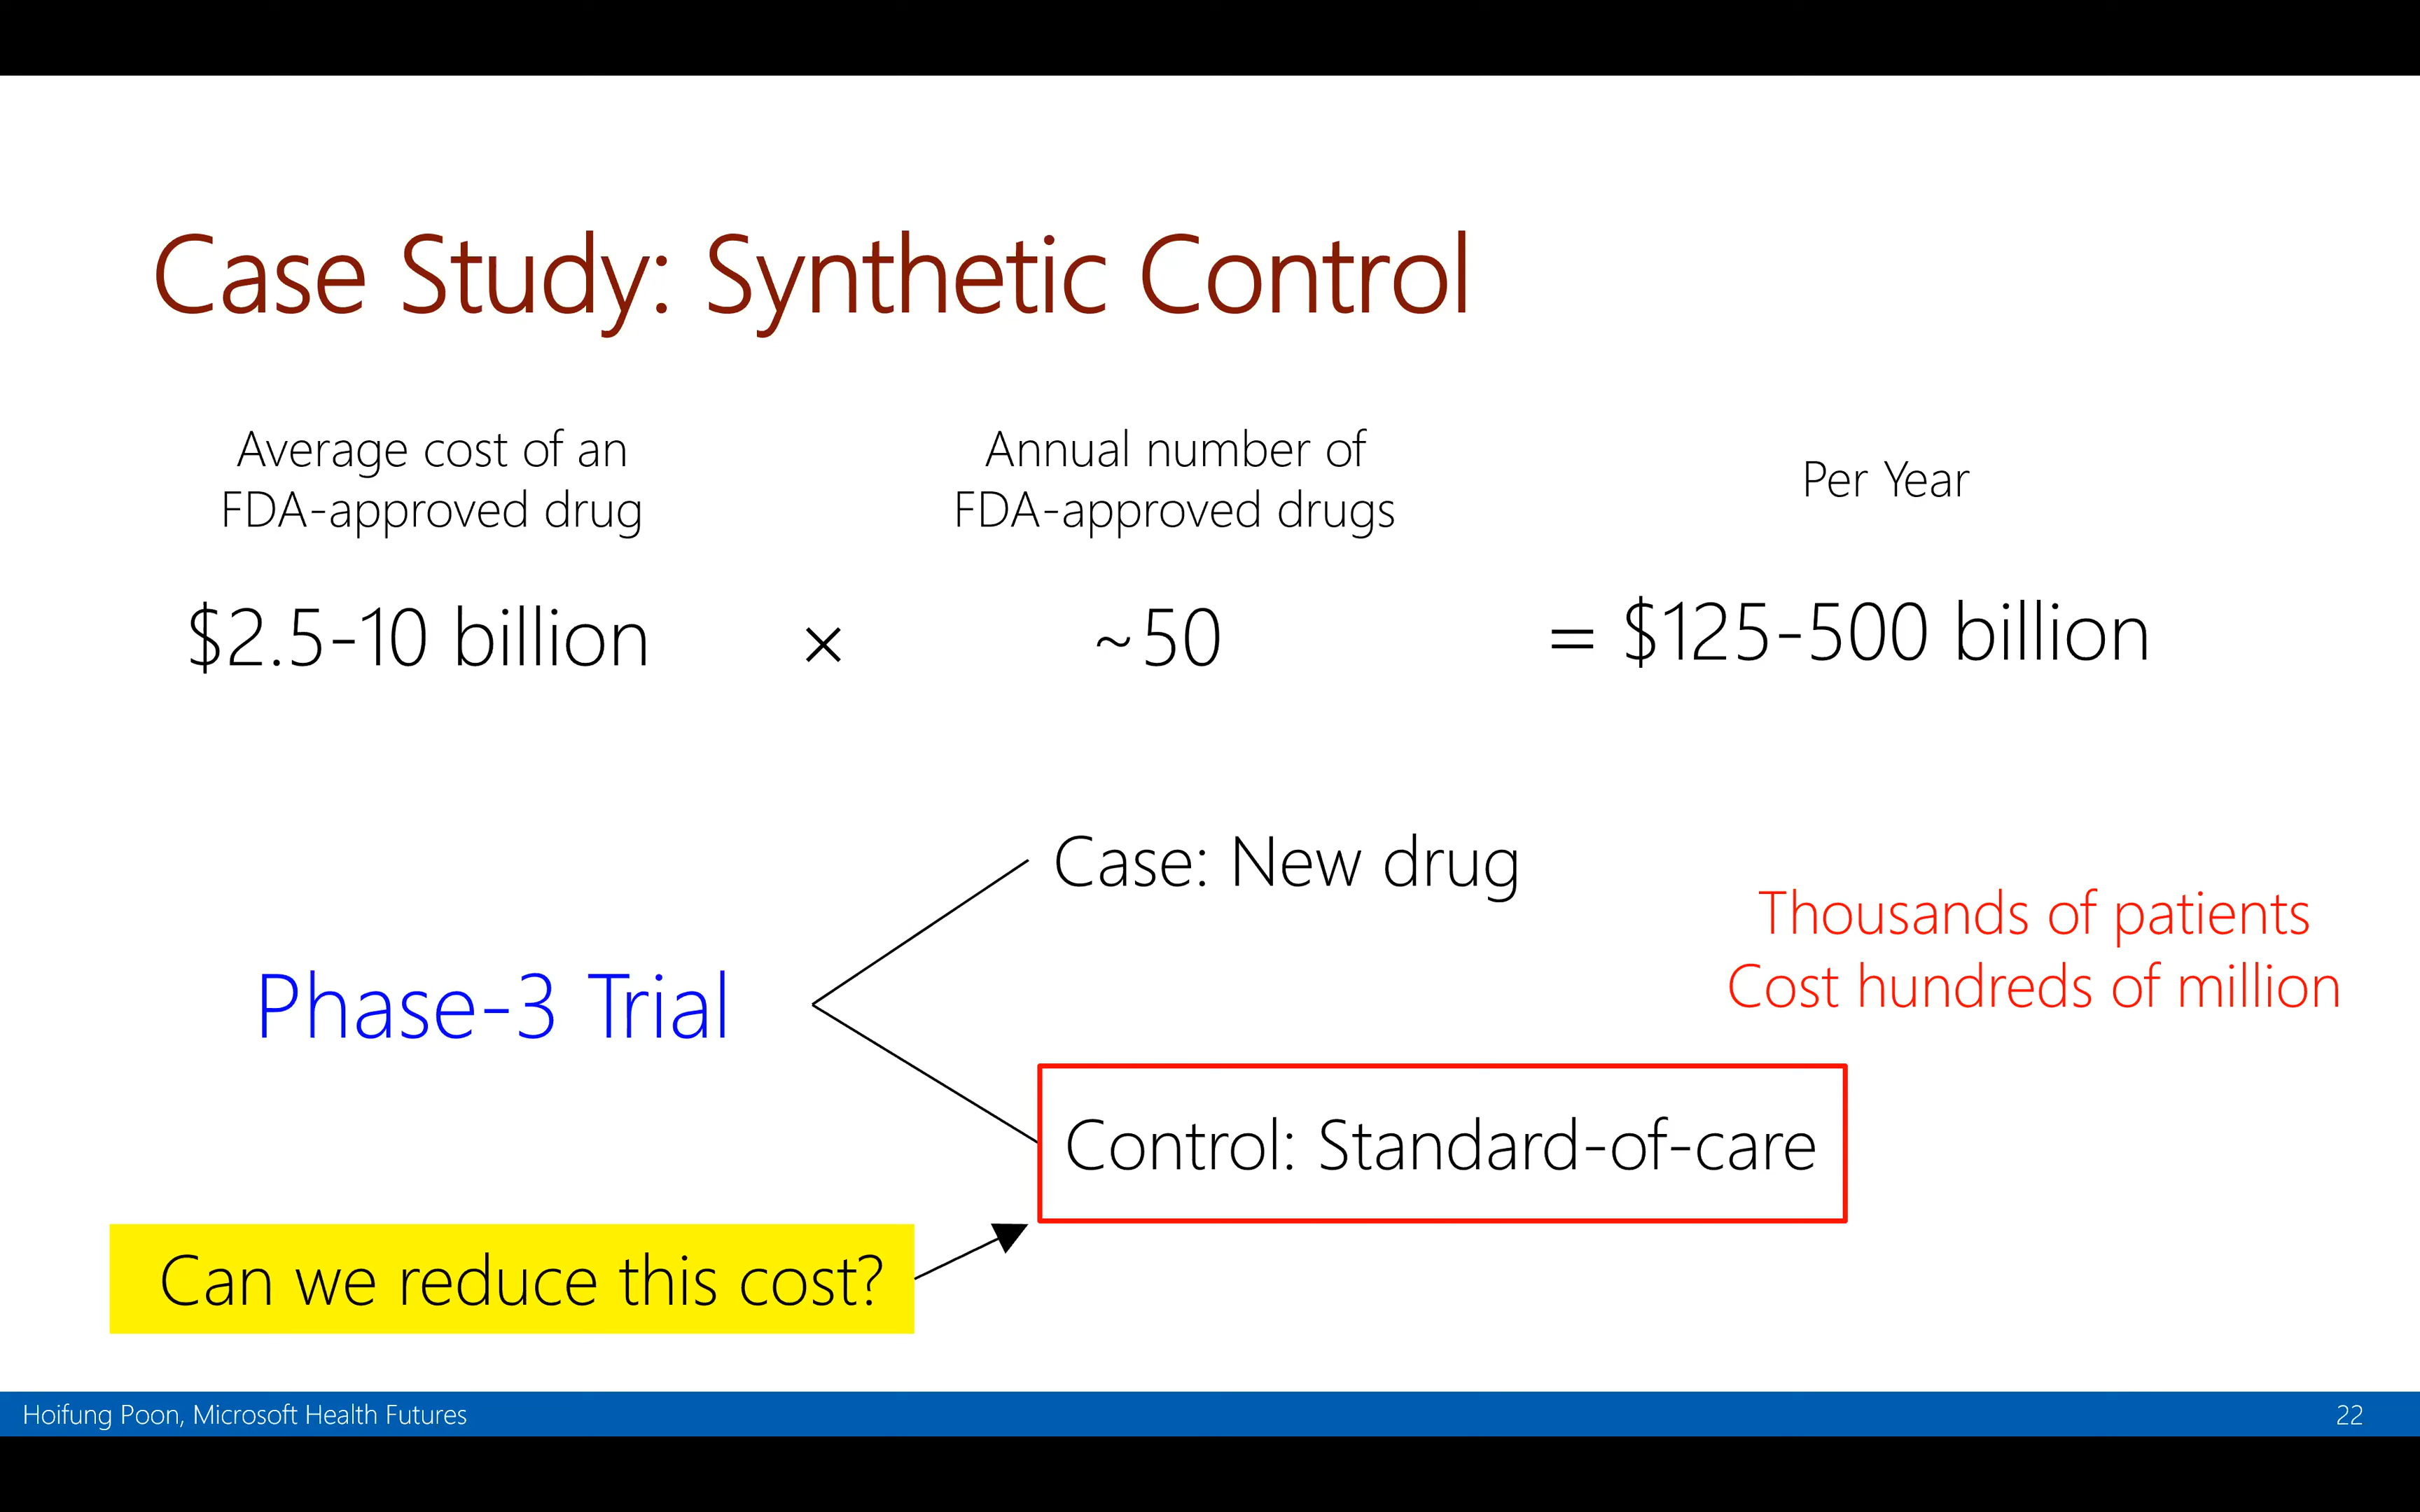 Case Study: Synthetic Control
Average cost of an
FDA-approved drug
Annual number of
FDA-approved drugs
Per Year
$2.5-10 billion × ~50 = $125-500 billion
Case: New drug
Thousands of patients
Cost hundreds of million
Phase-3 Trial
Control: Standard-of-care
Can we reduce this cost?
Hoifung Poon, Microsoft Health Futures
22